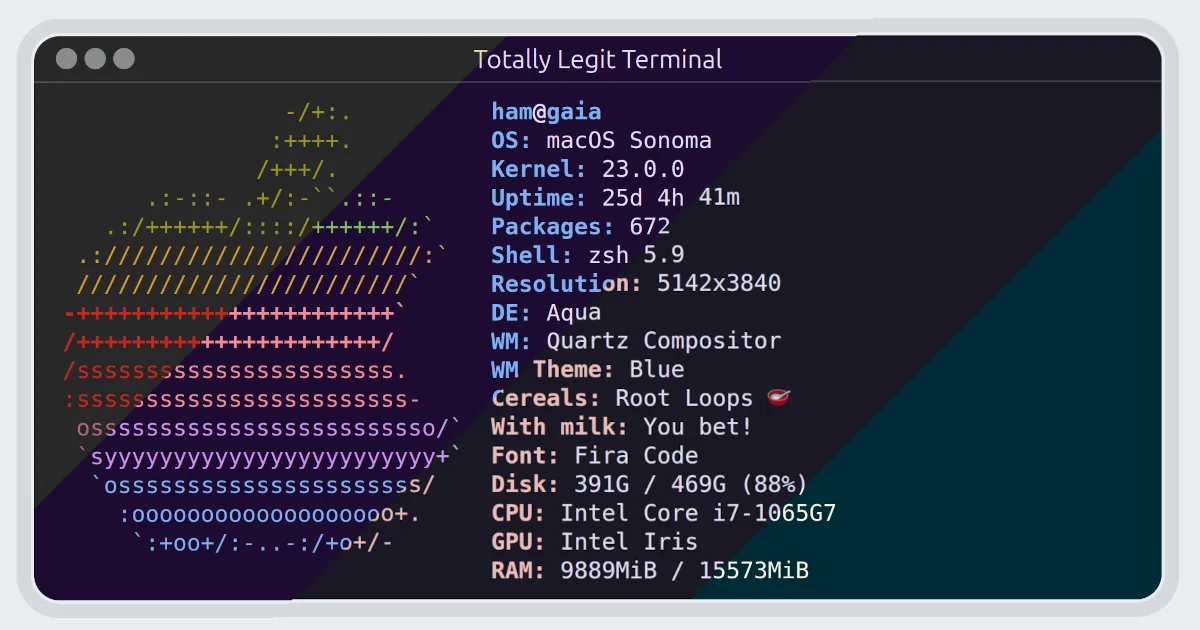 Totally Legit Terminal
-/+:.
:++++.
/+++/.
.:-::- .+/:-``.::-
.:/++++++/::::/++++++/:`
.:///////////////////////:`
////////////////////////`
-+++++++++++++++++++++++`
/++++++++++++++++++++++/
/sssssssssssssssssssssss.
:ssssssssssssssssssssssss-
osssssssssssssssssssssssso/`
`syyyyyyyyyyyyyyyyyyyyyyyy+`
`ossssssssssssssssssssss/
:ooooooooooooooooooo+.
`:+oo+/:-..-:/+o+/-
ham@gaia
OS: macOS Sonoma
Kernel: 23.0.0
Uptime: 25d 4h 41m
Packages: 672
Shell: zsh 5.9
Resolution: 5142x3840
DE: Aqua
WM: Quartz Compositor
WM Theme: Blue
Cereals: Root Loops 🥣
With milk: You bet!
Font: Fira Code
Disk: 391G / 469G (88%)
CPU: Intel Core i7-1065G7
GPU: Intel Iris
RAM: 9889MiB / 15573MiB